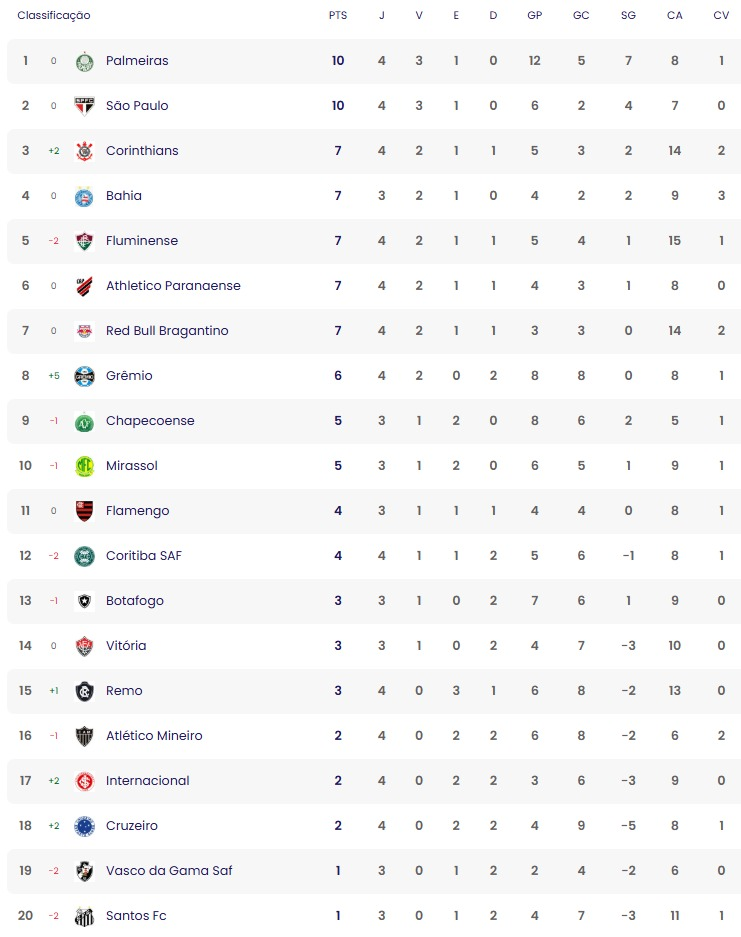 Classificação PTS J V E D GP GC SG CA CV
1 0 Palmeiras 10 4 3 1 0 12 5 7 8 1
2 0 São Paulo 10 4 3 1 0 6 2 4 7 0
3 +2 Corinthians 7 4 2 1 1 5 3 2 14 2
4 0 Bahia 7 3 2 1 0 4 2 2 9 3
5 -2 Fluminense 7 4 2 1 1 5 4 1 15 1
6 0 Athletico Paranaense 7 4 2 1 1 4 3 1 8 0
7 0 Red Bull Bragantino 7 4 2 1 1 3 3 0 14 2
8 +5 Grêmio 6 4 2 0 2 8 8 0 8 1
9 -1 Chapecoense 5 3 1 2 0 8 6 2 5 1
10 -1 Mirassol 5 3 1 2 0 6 5 1 9 1
11 0 Flamengo 4 3 1 1 1 4 4 0 8 1
12 -2 Coritiba SAF 4 4 1 1 2 5 6 -1 8 1
13 -1 Botafogo 3 3 1 0 2 7 6 1 9 0
14 0 Vitória 3 3 1 0 2 4 7 -3 10 0
15 +1 Remo 3 4 0 3 1 6 8 -2 13 0
16 -1 Atlético Mineiro 2 4 0 2 2 6 8 -2 6 2
17 +2 Internacional 2 4 0 2 2 3 6 -3 9 0
18 +2 Cruzeiro 2 4 0 2 2 4 9 -5 8 1
19 -2 Vasco da Gama Saf 1 3 0 1 2 2 4 -2 6 0
20 -2 Santos Fc 1 3 0 1 2 4 7 -3 11 1